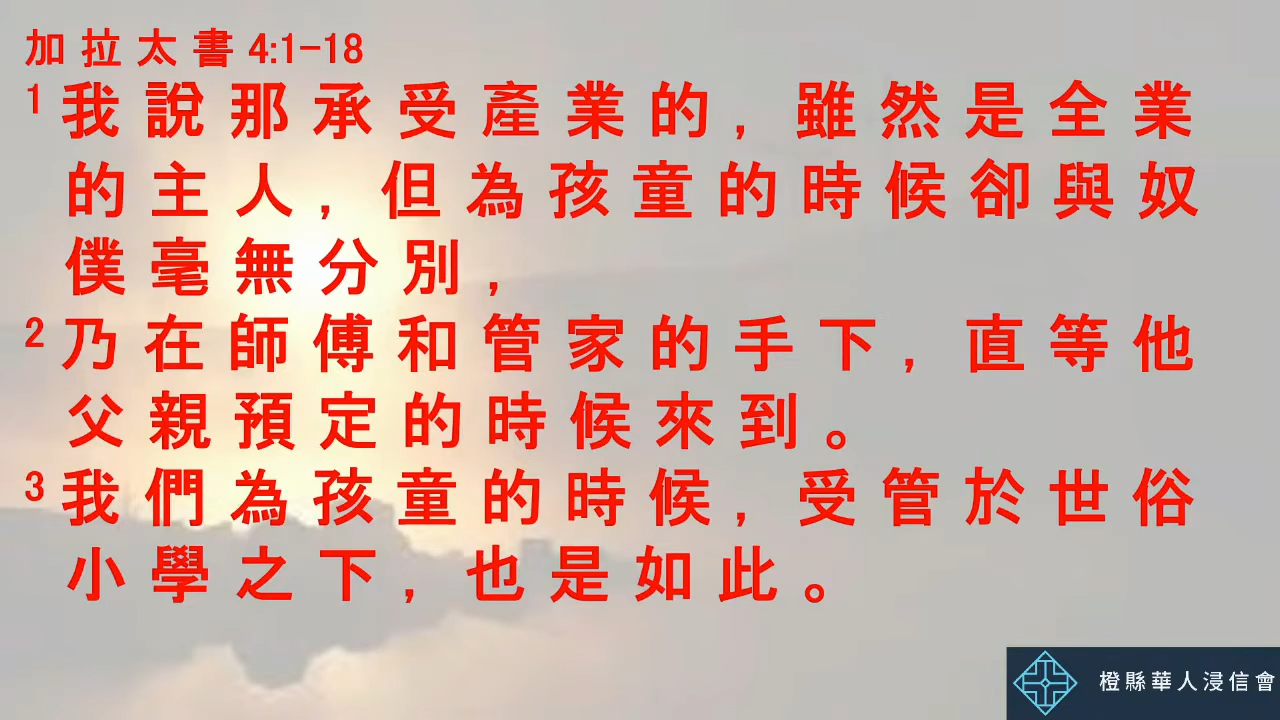 加拉太書 4:1-18
1 我說那承受產業的，雖然是全業
的主人，但為孩童的時候卻與奴
僕毫無分別，
2 乃在師傅和管家的手下，直等他
父親預定的時候來到。
3 我們為孩童的時候，受管於世俗
小學之下，也是如此。
橙縣華人浸信會